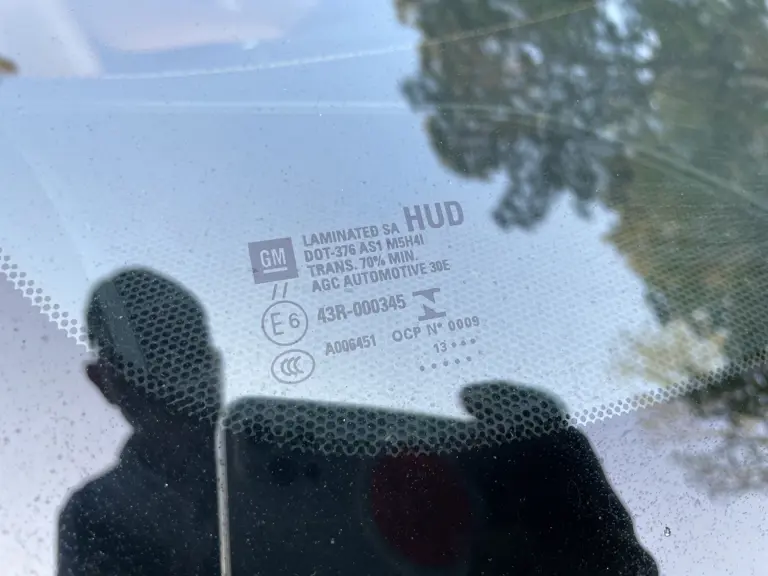 HUD
LAMINATED SA
GM
DOT-376 AS1 M5H4I
TRANS. 70% MIN.
AGC AUTOMOTIVE 30E
E6 43R-000345
CCC A006451 OCP N° 0009
13